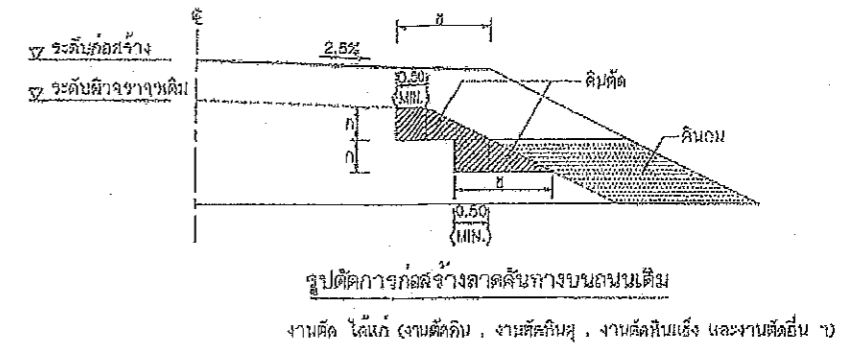 ℄
ข
▽ ระดับก่อสร้าง
2.5%
0.50
(MIN.)
ดินตัด
▽ ระดับผิวจราจรเดิม
ก
ดินถม
ก
ข
0.50
(MIN.)
รูปตัดการก่อสร้างลาดคันทางบนถนนเดิม
งานตัด ได้แก่ (งานตัดดิน , งานตัดหินผุ , งานตัดหินแข็ง และงานตัดอื่น ๆ)